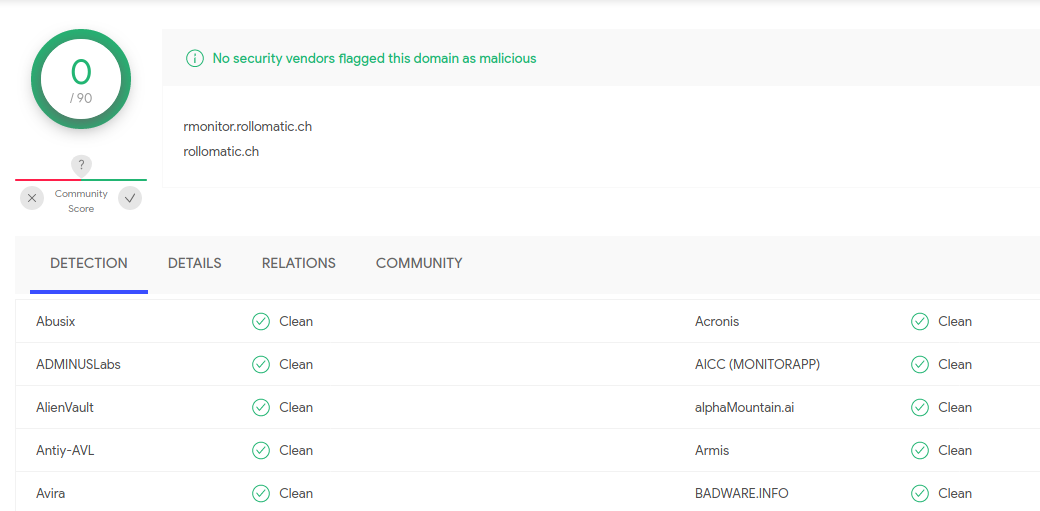 0
/ 90
No security vendors flagged this domain as malicious
rmonitor.rollomatic.ch
rollomatic.ch
?
Community
Score
DETECTION DETAILS RELATIONS COMMUNITY
Abusix Clean Acronis Clean
ADMINUSLabs Clean AICC (MONITORAPP) Clean
AlienVault Clean alphaMountain.ai Clean
Antiy-AVL Clean Armis Clean
Avira Clean BADWARE.INFO Clean